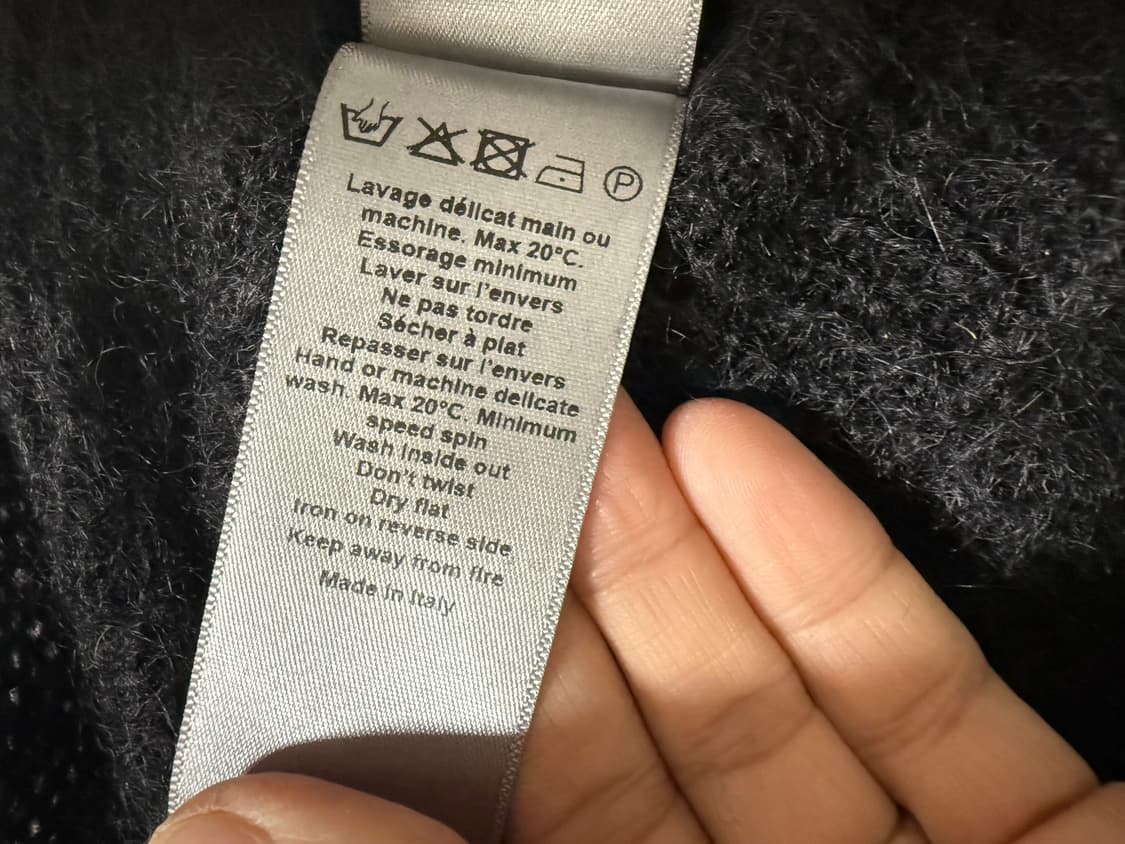 P
Lavage délicat main ou
machine. Max 20°C.
Essorage minimum
Laver sur l'envers
Ne pas tordre
Sécher à plat
Repasser sur l'envers
Hand or machine delicate
wash. Max 20°C. Minimum
speed spin
Wash inside out
Don't twist
Dry flat
Iron on reverse side
Keep away from fire
Made in Italy